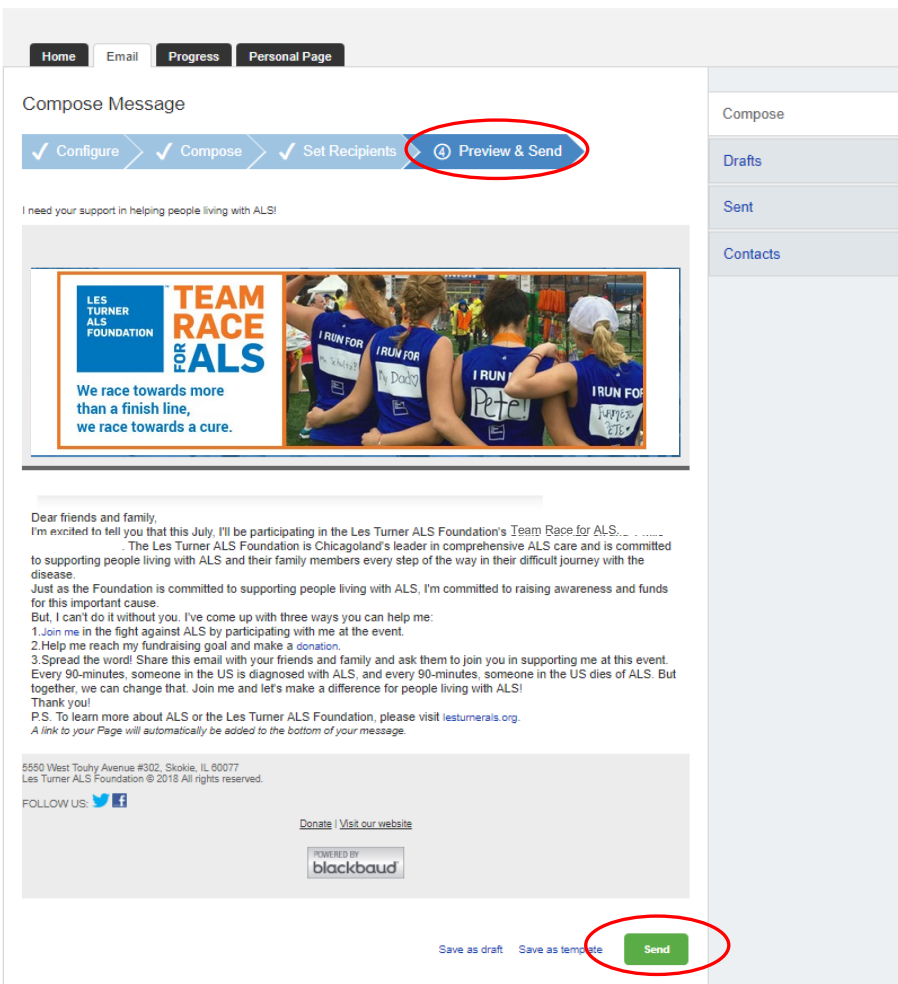 Home Email Progress Personal Page
Compose Message
Compose
Configure Compose Set Recipients 4 Preview & Send
Drafts
Sent
Contacts
I need your support in helping people living with ALS!
LES
TURNER
ALS
FOUNDATION
TEAM
RACE
FOR ALS
We race towards more
than a finish line,
we race towards a cure.
I RUN FOR
I RUN FOR
My Dad
I RUN
Pete!
I RUN FOR
PETE
Dear friends and family,
I'm excited to tell you that this July, I'll be participating in the Les Turner ALS Foundation's Team Race for ALS.
. The Les Turner ALS Foundation is Chicagoland's leader in comprehensive ALS care and is committed
to supporting people living with ALS and their family members every step of the way in their difficult journey with the
disease.
Just as the Foundation is committed to supporting people living with ALS, I'm committed to raising awareness and funds
for this important cause.
But, I can't do it without you. I've come up with three ways you can help me:
1.Join me in the fight against ALS by participating with me at the event.
2.Help me reach my fundraising goal and make a donation.
3.Spread the word! Share this email with your friends and family and ask them to join you in supporting me at this event.
Every 90-minutes, someone in the US is diagnosed with ALS, and every 90-minutes, someone in the US dies of ALS. But
together, we can change that. Join me and let's make a difference for people living with ALS!
Thank you!
P.S. To learn more about ALS or the Les Turner ALS Foundation, please visit lesturnerals.org.
A link to your Page will automatically be added to the bottom of your message.
5550 West Touhy Avenue #302, Skokie, IL 60077
Les Turner ALS Foundation © 2018 All rights reserved.
FOLLOW US:
Donate | Visit our website
POWERED BY
blackbaud
Save as draft Save as template Send